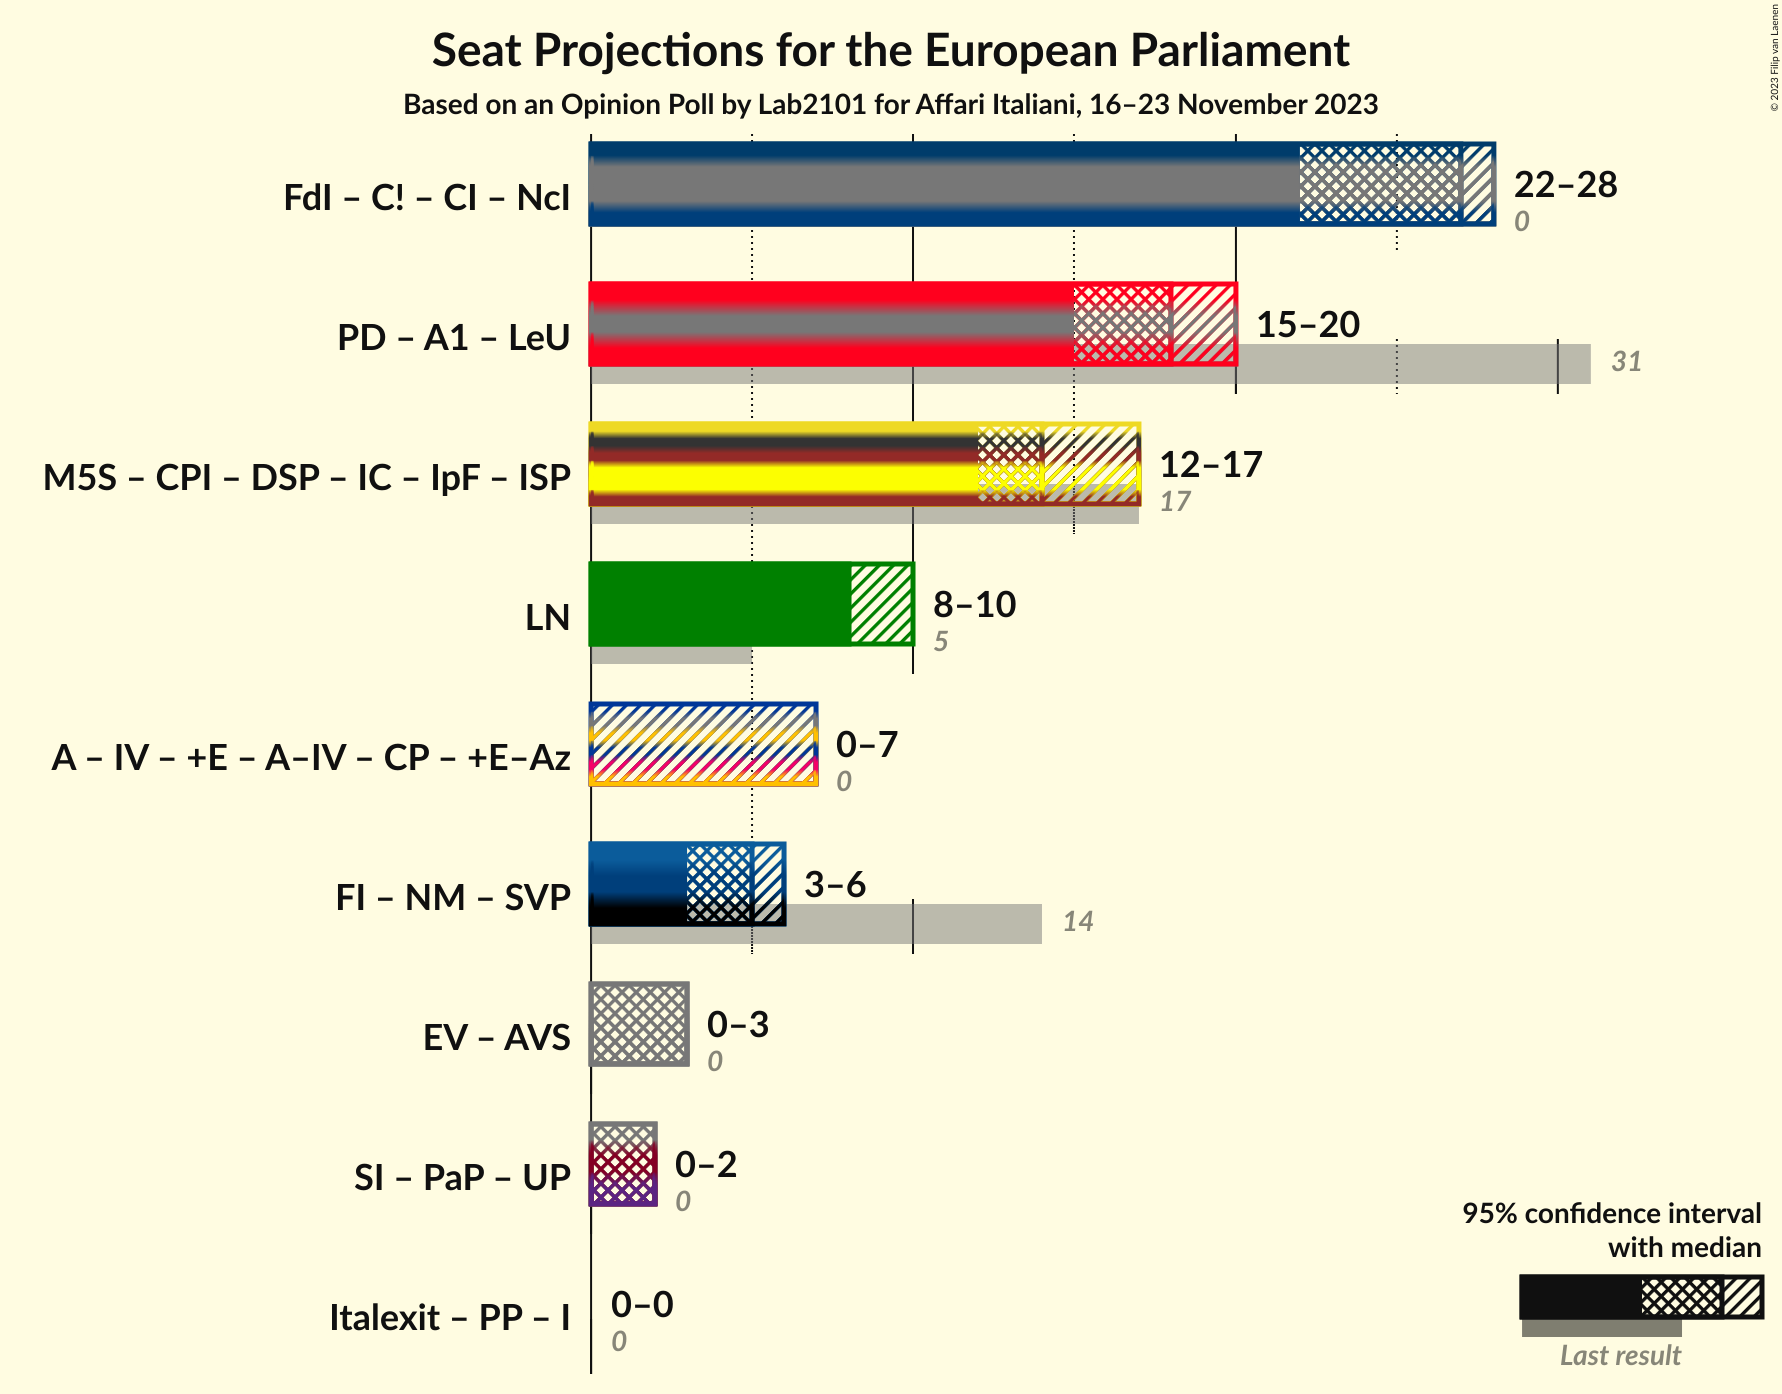 Seat Projections for the European Parliament
Based on an Opinion Poll by Lab2101 for Affari Italiani, 16–23 November 2023
© 2023 Filip van Laenen
FdI – C! – CI – NcI
22–28
0
PD – A1 – LeU
15–20
31
M5S – CPI – DSP – IC – IpF – ISP
12–17
17
LN
8–10
5
A – IV – +E – A–IV – CP – +E–Az
0–7
0
FI – NM – SVP
3–6
14
EV – AVS
0–3
0
SI – PaP – UP
0–2
0
Italexit – PP – I
0–0
0
95% confidence interval
with median
Last result